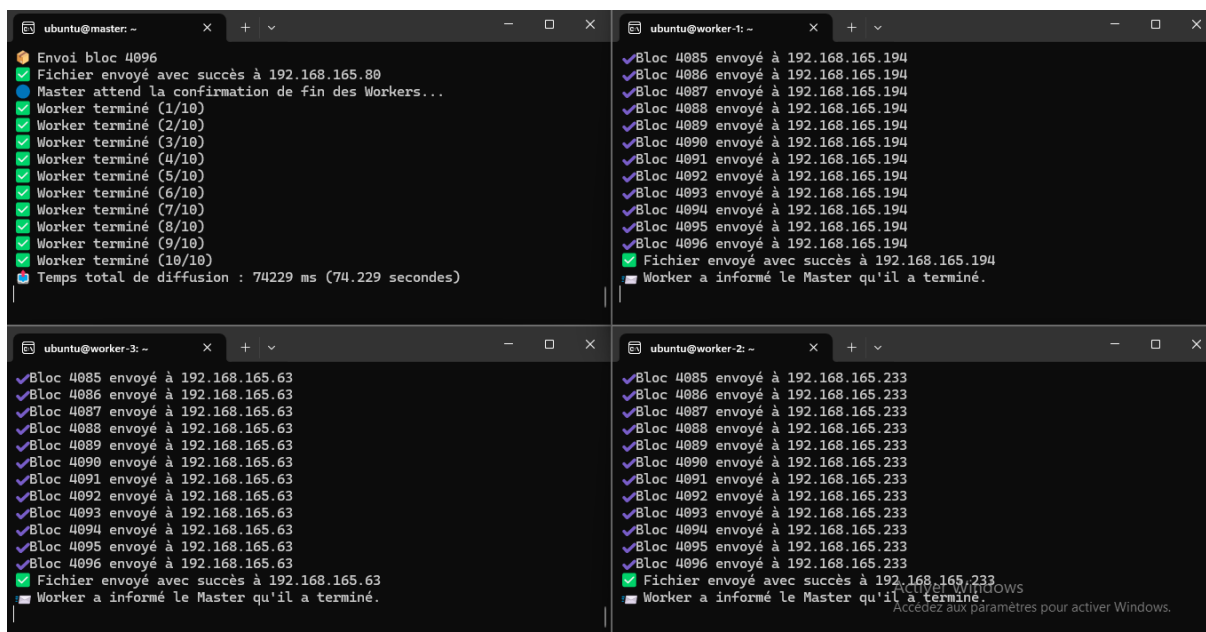 ubuntu@master: ~
📦 Envoi bloc 4096
✅ Fichier envoyé avec succès à 192.168.165.80
🔵 Master attend la confirmation de fin des Workers...
✅ Worker terminé (1/10)
✅ Worker terminé (2/10)
✅ Worker terminé (3/10)
✅ Worker terminé (4/10)
✅ Worker terminé (5/10)
✅ Worker terminé (6/10)
✅ Worker terminé (7/10)
✅ Worker terminé (8/10)
✅ Worker terminé (9/10)
✅ Worker terminé (10/10)
📤 Temps total de diffusion : 74229 ms (74.229 secondes)
ubuntu@worker-1: ~
✔Bloc 4085 envoyé à 192.168.165.194
✔Bloc 4086 envoyé à 192.168.165.194
✔Bloc 4087 envoyé à 192.168.165.194
✔Bloc 4088 envoyé à 192.168.165.194
✔Bloc 4089 envoyé à 192.168.165.194
✔Bloc 4090 envoyé à 192.168.165.194
✔Bloc 4091 envoyé à 192.168.165.194
✔Bloc 4092 envoyé à 192.168.165.194
✔Bloc 4093 envoyé à 192.168.165.194
✔Bloc 4094 envoyé à 192.168.165.194
✔Bloc 4095 envoyé à 192.168.165.194
✔Bloc 4096 envoyé à 192.168.165.194
✅ Fichier envoyé avec succès à 192.168.165.194
📨 Worker a informé le Master qu'il a terminé.
ubuntu@worker-3: ~
✔Bloc 4085 envoyé à 192.168.165.63
✔Bloc 4086 envoyé à 192.168.165.63
✔Bloc 4087 envoyé à 192.168.165.63
✔Bloc 4088 envoyé à 192.168.165.63
✔Bloc 4089 envoyé à 192.168.165.63
✔Bloc 4090 envoyé à 192.168.165.63
✔Bloc 4091 envoyé à 192.168.165.63
✔Bloc 4092 envoyé à 192.168.165.63
✔Bloc 4093 envoyé à 192.168.165.63
✔Bloc 4094 envoyé à 192.168.165.63
✔Bloc 4095 envoyé à 192.168.165.63
✔Bloc 4096 envoyé à 192.168.165.63
✅ Fichier envoyé avec succès à 192.168.165.63
📨 Worker a informé le Master qu'il a terminé.
ubuntu@worker-2: ~
✔Bloc 4085 envoyé à 192.168.165.233
✔Bloc 4086 envoyé à 192.168.165.233
✔Bloc 4087 envoyé à 192.168.165.233
✔Bloc 4088 envoyé à 192.168.165.233
✔Bloc 4089 envoyé à 192.168.165.233
✔Bloc 4090 envoyé à 192.168.165.233
✔Bloc 4091 envoyé à 192.168.165.233
✔Bloc 4092 envoyé à 192.168.165.233
✔Bloc 4093 envoyé à 192.168.165.233
✔Bloc 4094 envoyé à 192.168.165.233
✔Bloc 4095 envoyé à 192.168.165.233
✔Bloc 4096 envoyé à 192.168.165.233
✅ Fichier envoyé avec succès à 192.168.165.233
📨 Worker a informé le Master qu'il a terminé.
Activer Windows
Accédez aux paramètres pour activer Windows.